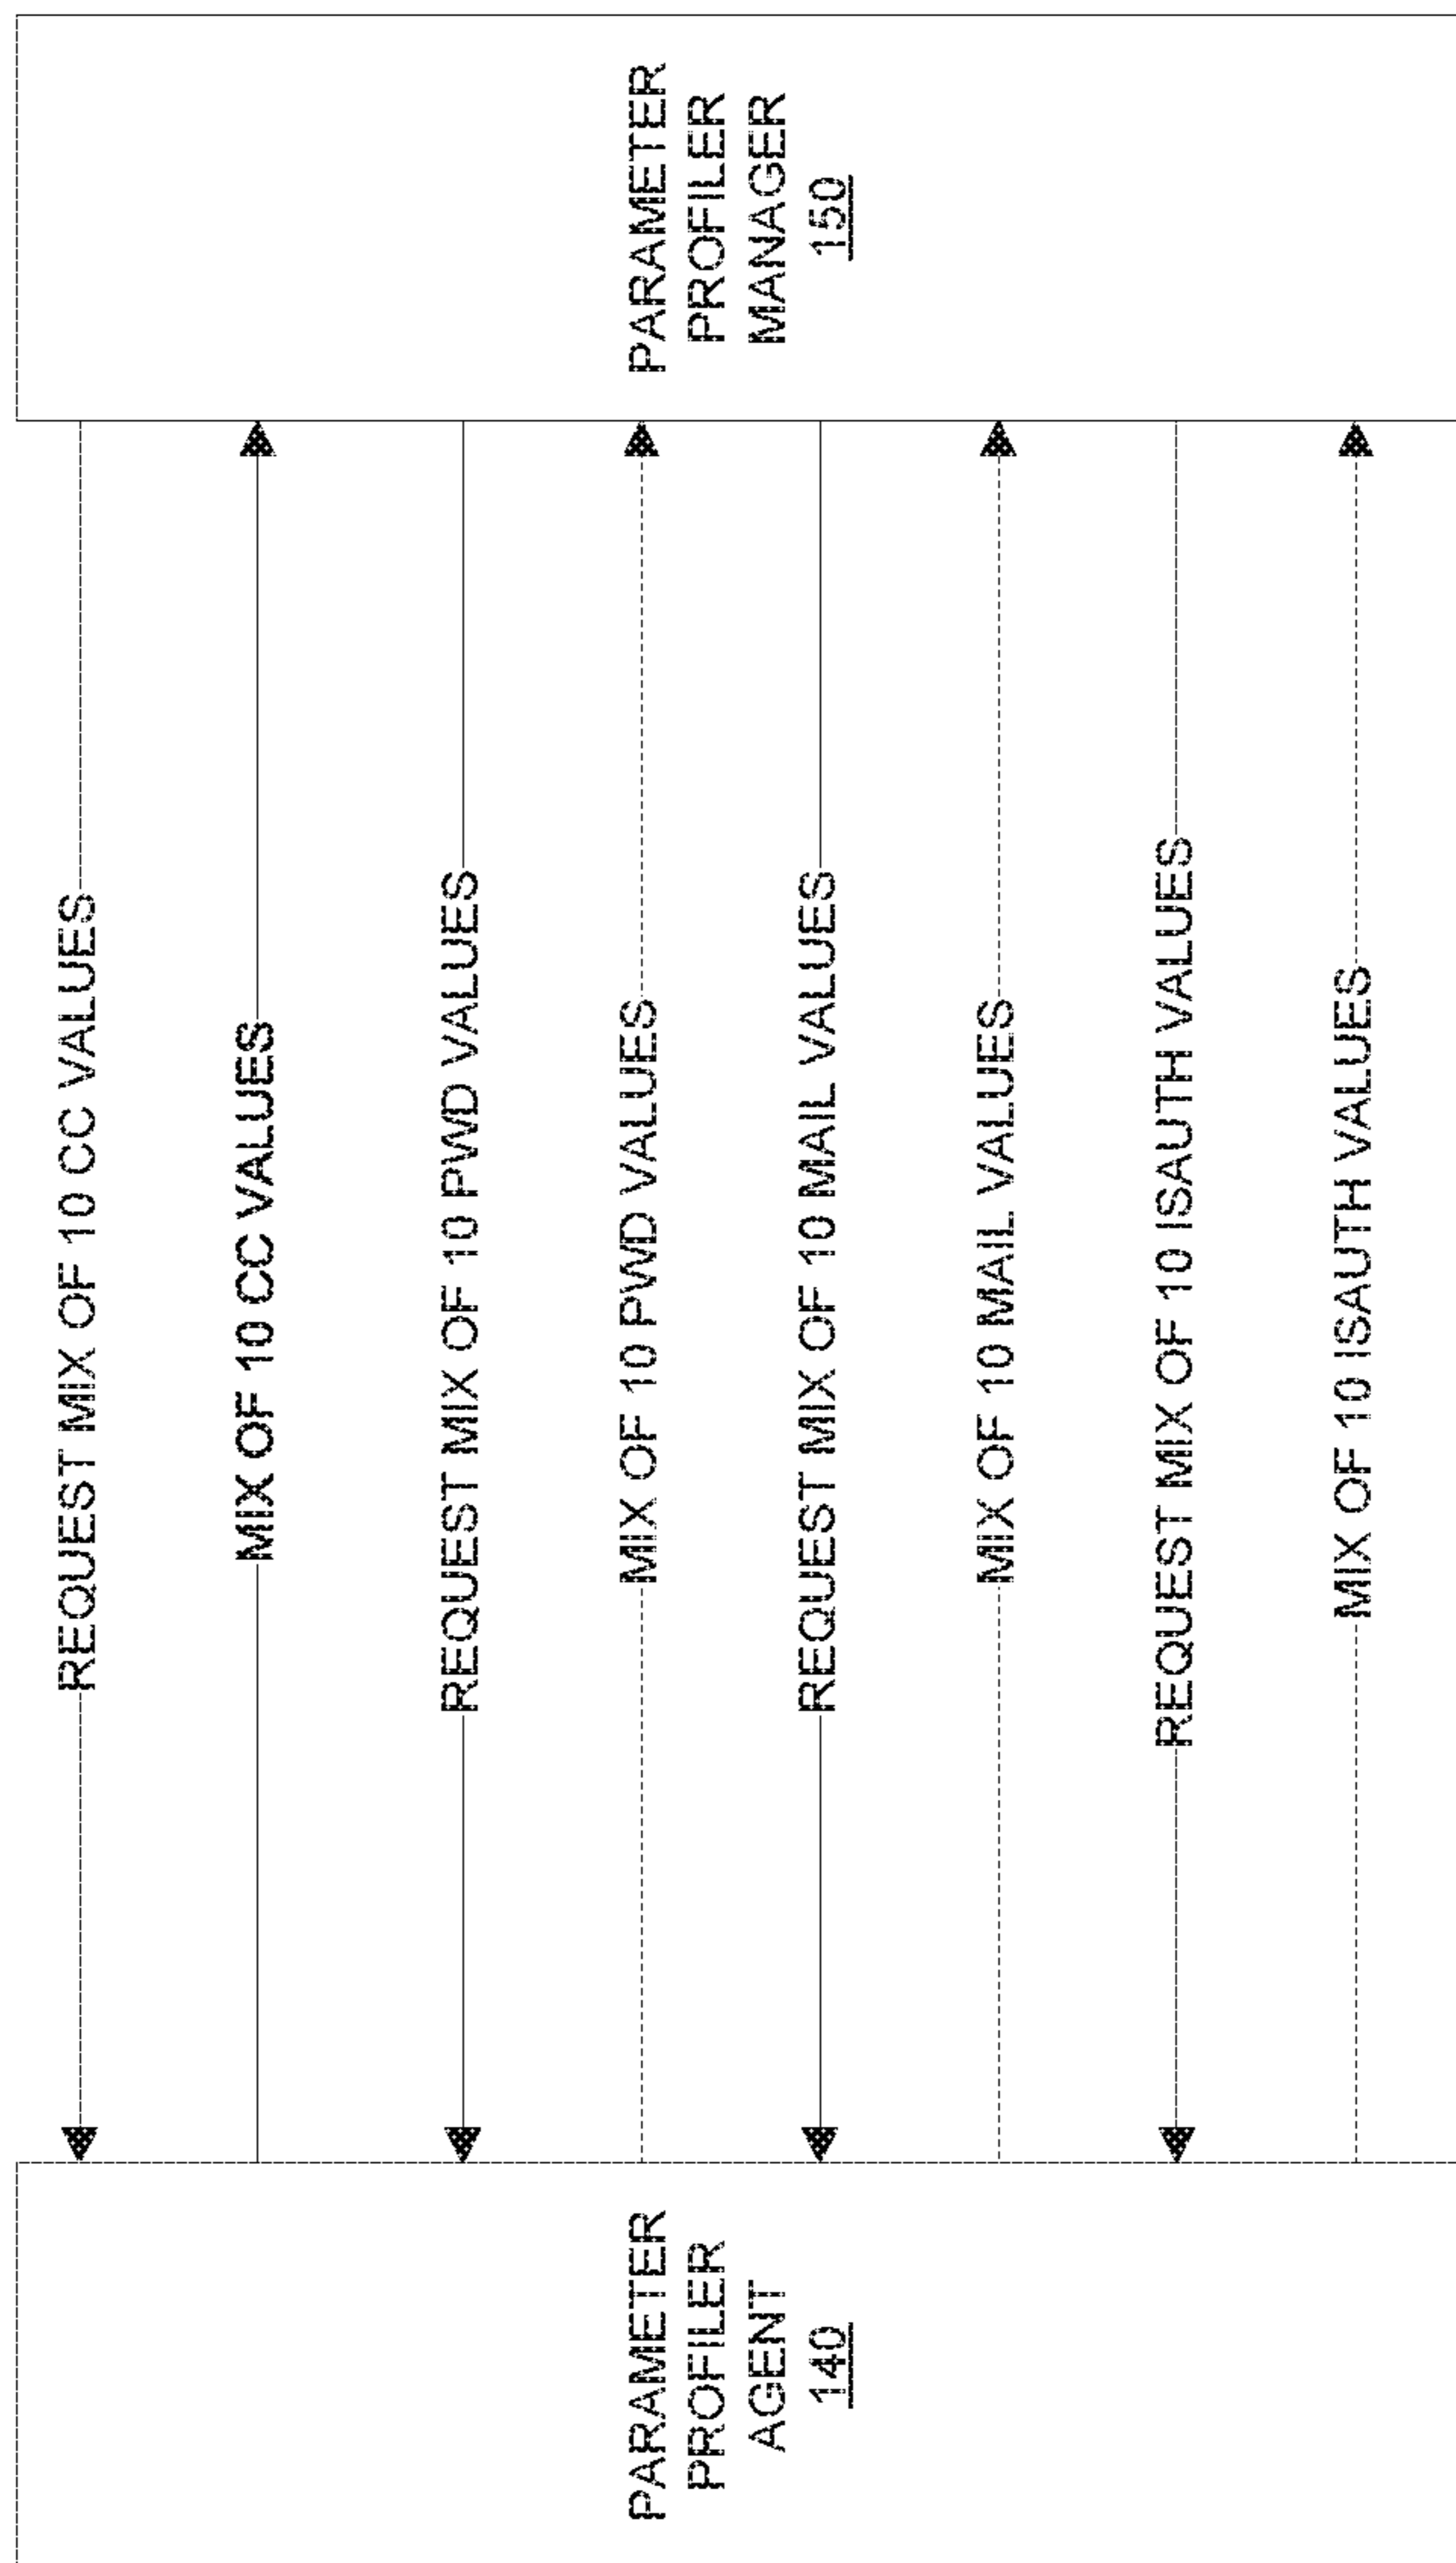 PARAMETER
PROFILER
AGENT
140
PARAMETER
PROFILER
MANAGER
150
REQUEST MIX OF 10 CC VALUES
MIX OF 10 CC VALUES
REQUEST MIX OF 10 PWD VALUES
MIX OF 10 PWD VALUES
REQUEST MIX OF 10 MAIL VALUES
MIX OF 10 MAIL VALUES
REQUEST MIX OF 10 ISAUTH VALUES
MIX OF 10 ISAUTH VALUES